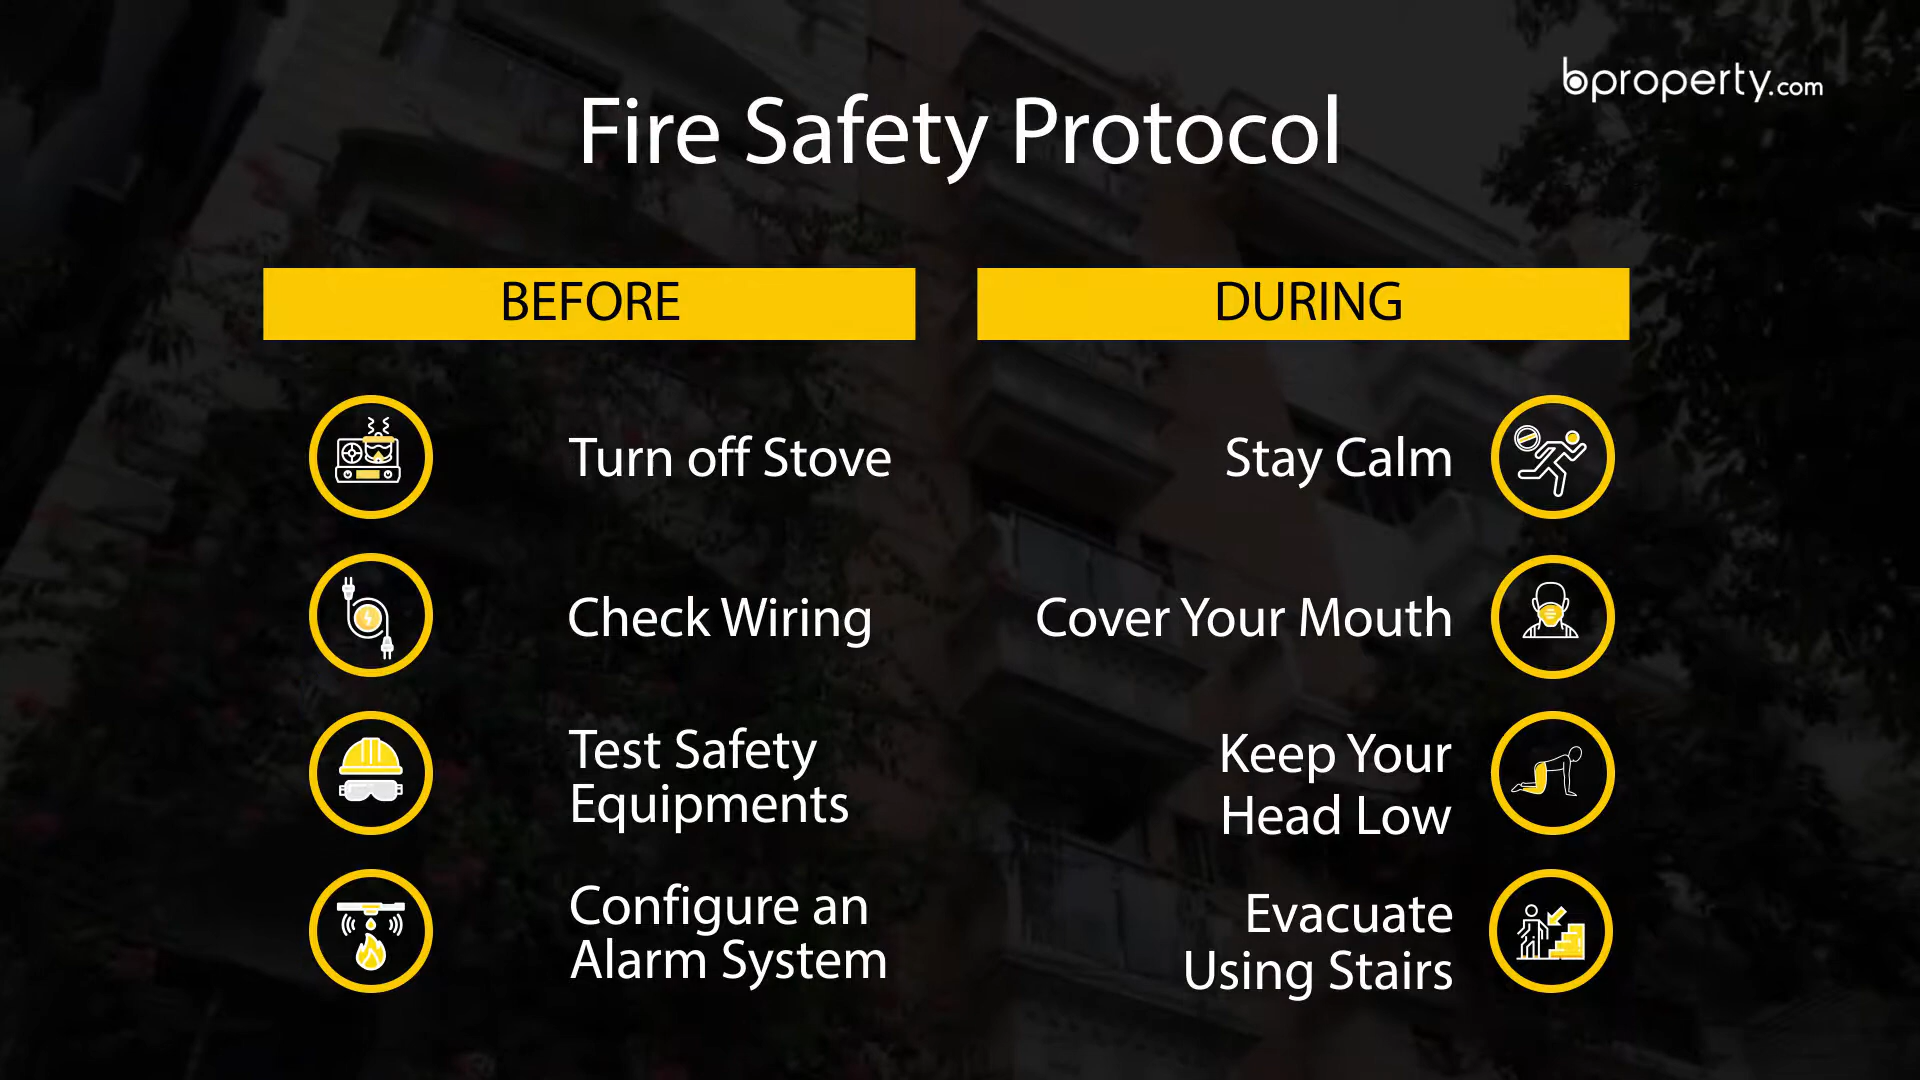 bproperty.com
Fire Safety Protocol
BEFORE
Turn off Stove
Check Wiring
Test Safety
Equipments
Configure an
Alarm System
DURING
Stay Calm
Cover Your Mouth
Keep Your
Head Low
Evacuate
Using Stairs